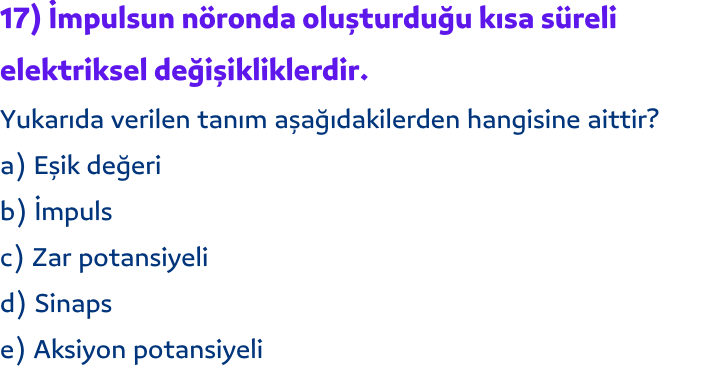 17) İmpulsun nöronda oluşturduğu kısa süreli
elektriksel değişikliklerdir.
Yukarıda verilen tanım aşağıdakilerden hangisine aittir?
a) Eşik değeri
b) İmpuls
c) Zar potansiyeli
d) Sinaps
e) Aksiyon potansiyeli